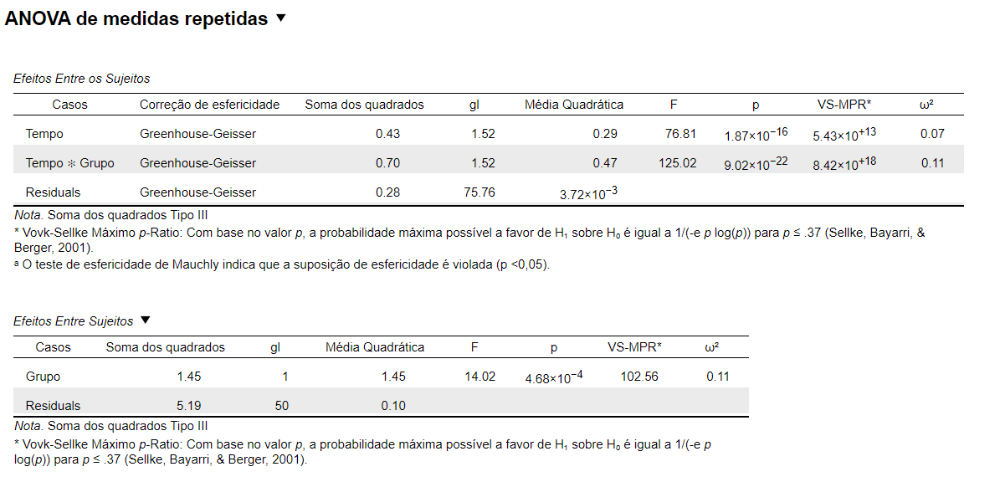 ANOVA de medidas repetidas ▼
Efeitos Entre os Sujeitos
Casos Correção de esfericidade Soma dos quadrados gl Média Quadrática F p VS-MPR* ω²
Tempo Greenhouse-Geisser 0.43 1.52 0.29 76.81 1.87×10⁻¹⁶ 5.43×10⁺¹³ 0.07
Tempo ✻ Grupo Greenhouse-Geisser 0.70 1.52 0.47 125.02 9.02×10⁻²² 8.42×10⁺¹⁸ 0.11
Residuals Greenhouse-Geisser 0.28 75.76 3.72×10⁻³
Nota. Soma dos quadrados Tipo III
* Vovk-Sellke Máximo p-Ratio: Com base no valor p, a probabilidade máxima possível a favor de H₁ sobre H₀ é igual a 1/(-e p log(p)) para p ≤ .37 (Sellke, Bayarri, &
Berger, 2001).
ᵃ O teste de esfericidade de Mauchly indica que a suposição de esfericidade é violada (p <0,05).
Efeitos Entre Sujeitos ▼
Casos Soma dos quadrados gl Média Quadrática F p VS-MPR* ω²
Grupo 1.45 1 1.45 14.02 4.68×10⁻⁴ 102.56 0.11
Residuals 5.19 50 0.10
Nota. Soma dos quadrados Tipo III
* Vovk-Sellke Máximo p-Ratio: Com base no valor p, a probabilidade máxima possível a favor de H₁ sobre H₀ é igual a 1/(-e p
log(p)) para p ≤ .37 (Sellke, Bayarri, & Berger, 2001).